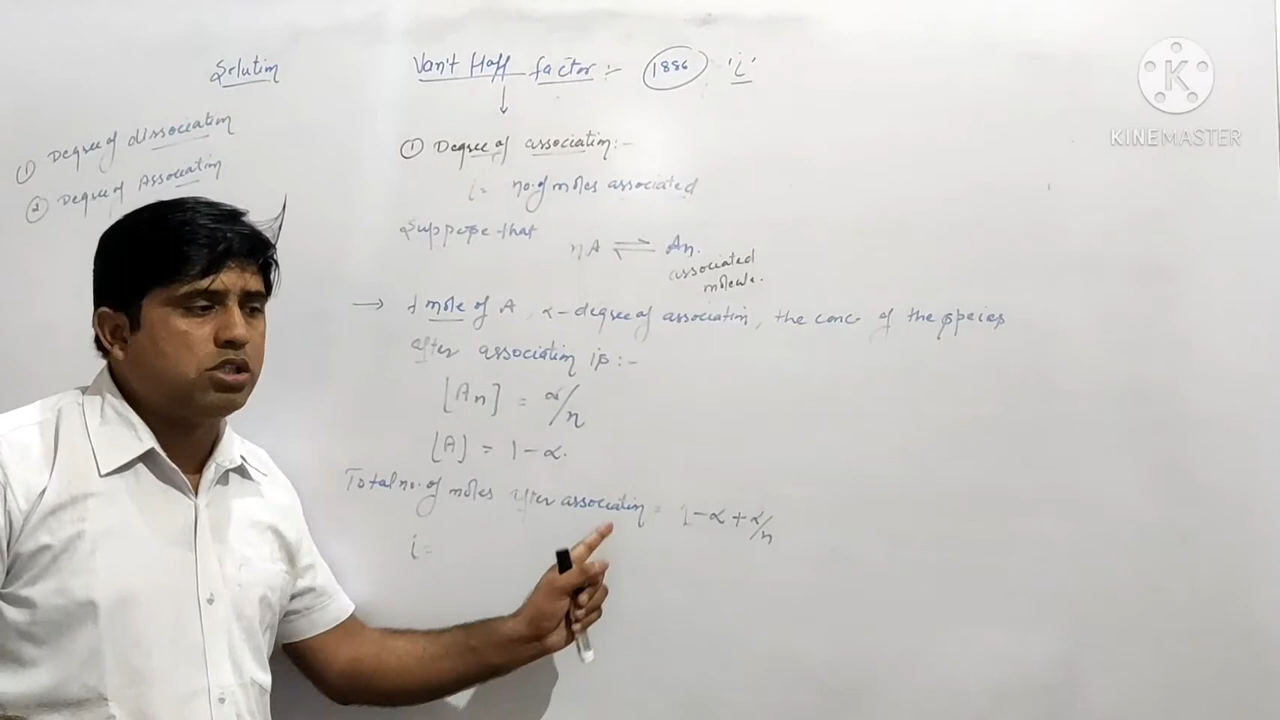 Solution
Van't Hoff factor :- 1886 'i'
① Degree of dissociation
② Degree of Association
① Degree of association:-
i = no. of moles associated
Suppose that
nA ⇌ An.
associated
molecule.
→ 1 mole of A, α-degree of association, the conc of the species
after association is:-
[An] = α/n
[A] = 1-α.
Total no. of moles after association = 1-α+α/n
i =
K
KINEMASTER